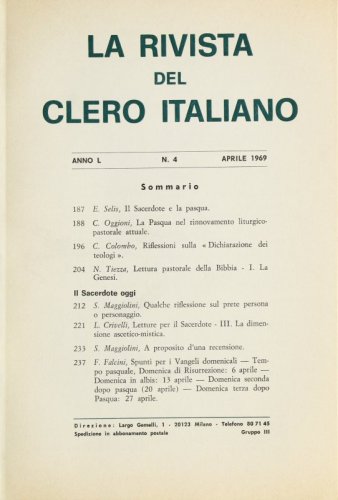 LA RIVISTA
DEL
CLERO ITALIANO
ANNO L N. 4 APRILE 1969
Sommario
187 E. Selis, Il Sacerdote e la pasqua.
188 C. Oggioni, La Pasqua nel rinnovamento liturgico-
pastorale attuale.
196 C. Colombo, Riflessioni sulla « Dichiarazione dei
teologi ».
204 N. Tiezza, Lettura pastorale della Bibbia - I. La
Genesi.
Il Sacerdote oggi
212 S. Maggiolini, Qualche riflessione sul prete persona
o personaggio.
221 L. Crivelli, Letture per il Sacerdote - III. La dimen-
sione ascetico-mistica.
233 S. Maggiolini, A proposito d'una recensione.
237 F. Falcini, Spunti per i Vangeli domenicali — Tem-
po pasquale, Domenica di Risurrezione: 6 aprile —
Domenica in albis: 13 aprile — Domenica seconda
dopo pasqua (20 aprile) — Domenica terza dopo
Pasqua: 27 aprile.
Direzione: Largo Gemelli, 1 - 20123 Milano - Telefono 80 71 45
Spedizione in abbonamento postale Gruppo III